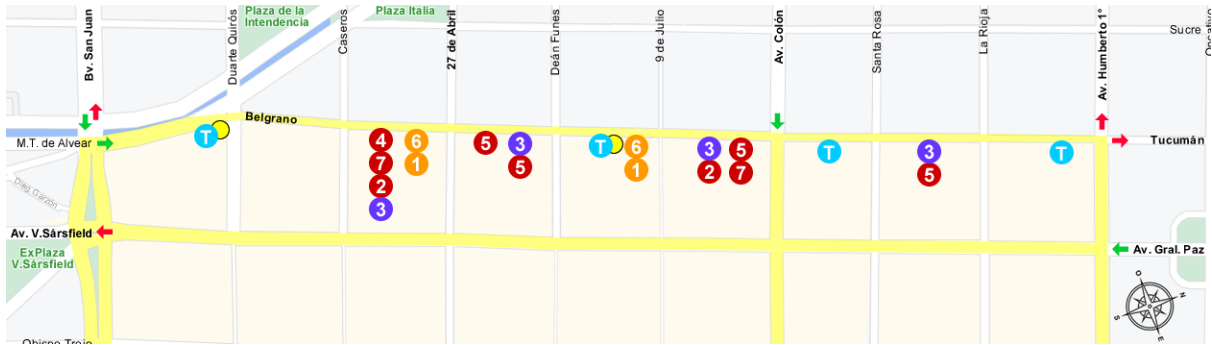 Plaza de la
Intendencia
Plaza Italia
Bv. San Juan
Duarte Quirós
Caseros
27 de Abril
Deán Funes
9 de Julio
Av. Colón
Santa Rosa
La Rioja
Av. Humberto 1º
Sucre
Belgrano
M.T. de Alvear
Tucumán
T
4
6
5
3
T
6
3
5
T
3
T
7
1
5
1
2
7
5
2
3
Diag. Garzón
Av. V.Sársfield
Av. Gral. Paz
ExPlaza
V.Sársfield
O
N
S
E